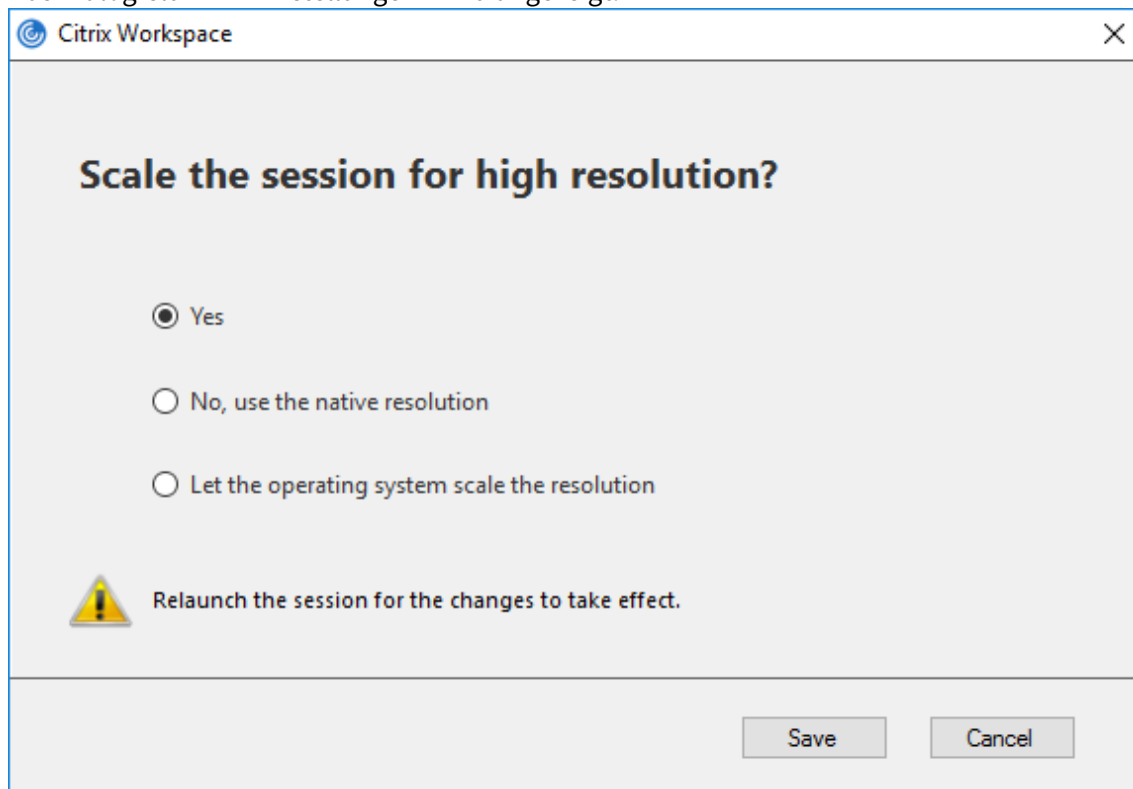 Citrix Workspace
Scale the session for high resolution?
Yes
No, use the native resolution
Let the operating system scale the resolution
Relaunch the session for the changes to take effect.
Save Cancel